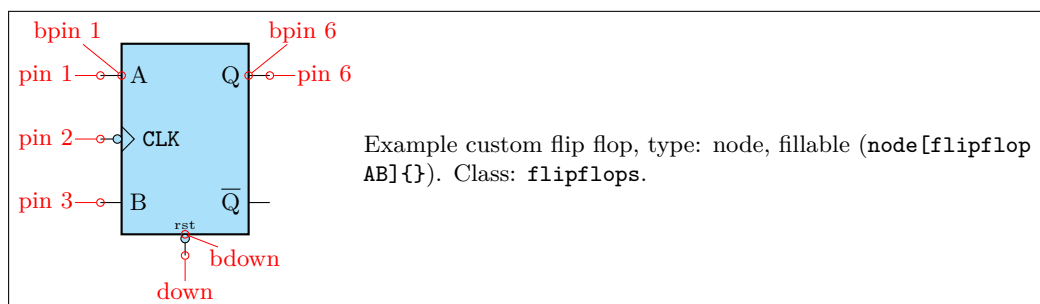 bpin 1
bpin 6
pin 1
A
Q
pin 6
pin 2
CLK
Example custom flip flop, type: node, fillable (node[flipflop
AB]{}). Class: flipflops.
pin 3
B
Q̅
rst
bdown
down